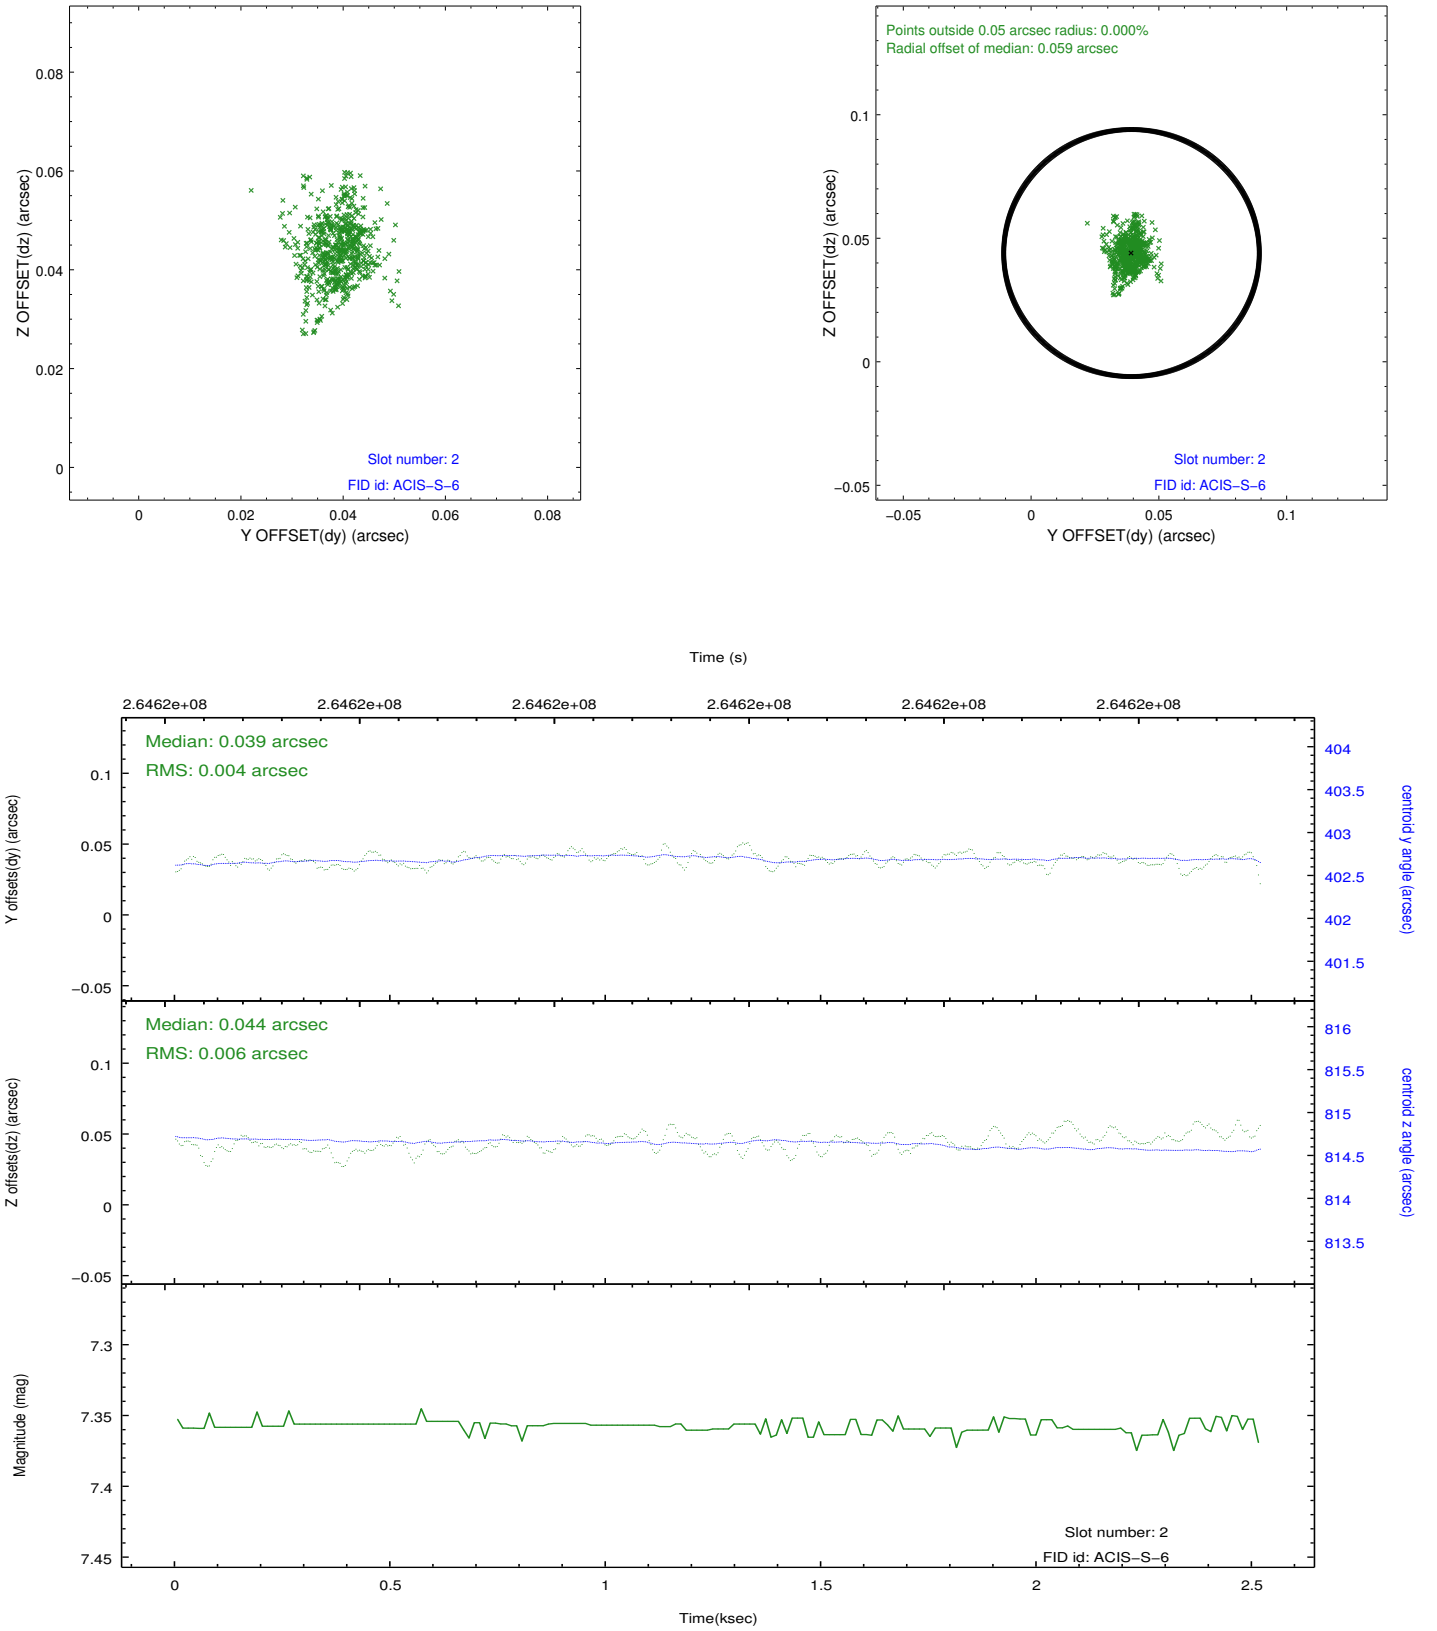 0.08
0.06
0.04
0.02
0
0
0.02
0.04
0.06
0.08
Z OFFSET(dz) (arcsec)
Y OFFSET(dy) (arcsec)
Slot number: 2
FID id: ACIS−S−6
Points outside 0.05 arcsec radius: 0.000%
Radial offset of median: 0.059 arcsec
0.1
0.05
0
−0.05
−0.05
0
0.05
0.1
Z OFFSET(dz) (arcsec)
Y OFFSET(dy) (arcsec)
Slot number: 2
FID id: ACIS−S−6
Time (s)
2.6462e+08
2.6462e+08
2.6462e+08
2.6462e+08
2.6462e+08
2.6462e+08
Median: 0.039 arcsec
RMS: 0.004 arcsec
0.1
0.05
0
−0.05
Y offsets(dy) (arcsec)
404
403.5
403
402.5
402
401.5
centroid y angle (arcsec)
Median: 0.044 arcsec
RMS: 0.006 arcsec
0.1
0.05
0
−0.05
Z offsets(dz) (arcsec)
816
815.5
815
814.5
814
813.5
centroid z angle (arcsec)
7.3
7.35
7.4
7.45
Magnitude (mag)
Slot number: 2
FID id: ACIS−S−6
0
0.5
1
1.5
2
2.5
Time(ksec)